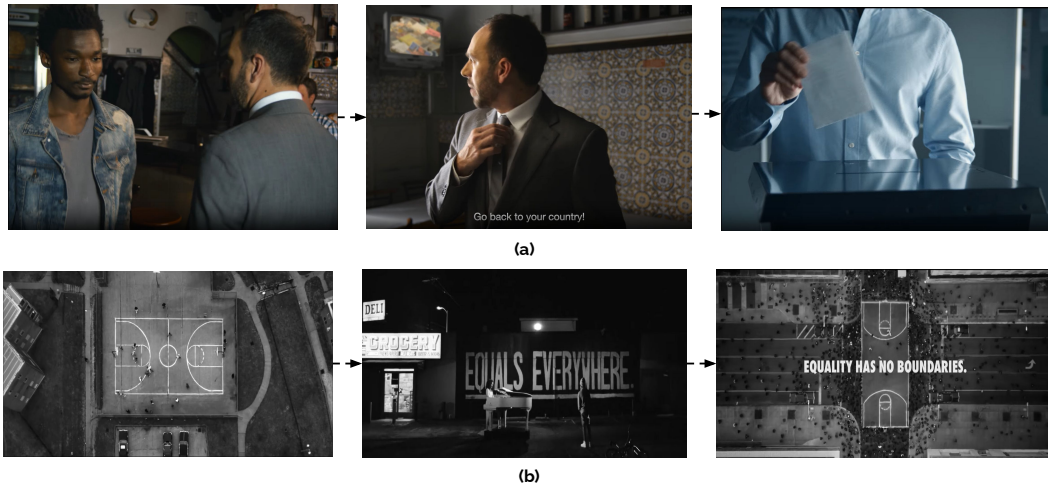 Go back to your country!
(a)
DELI
GROCERY
EQUALS EVERYWHERE.
EQUALITY HAS NO BOUNDARIES.
(b)